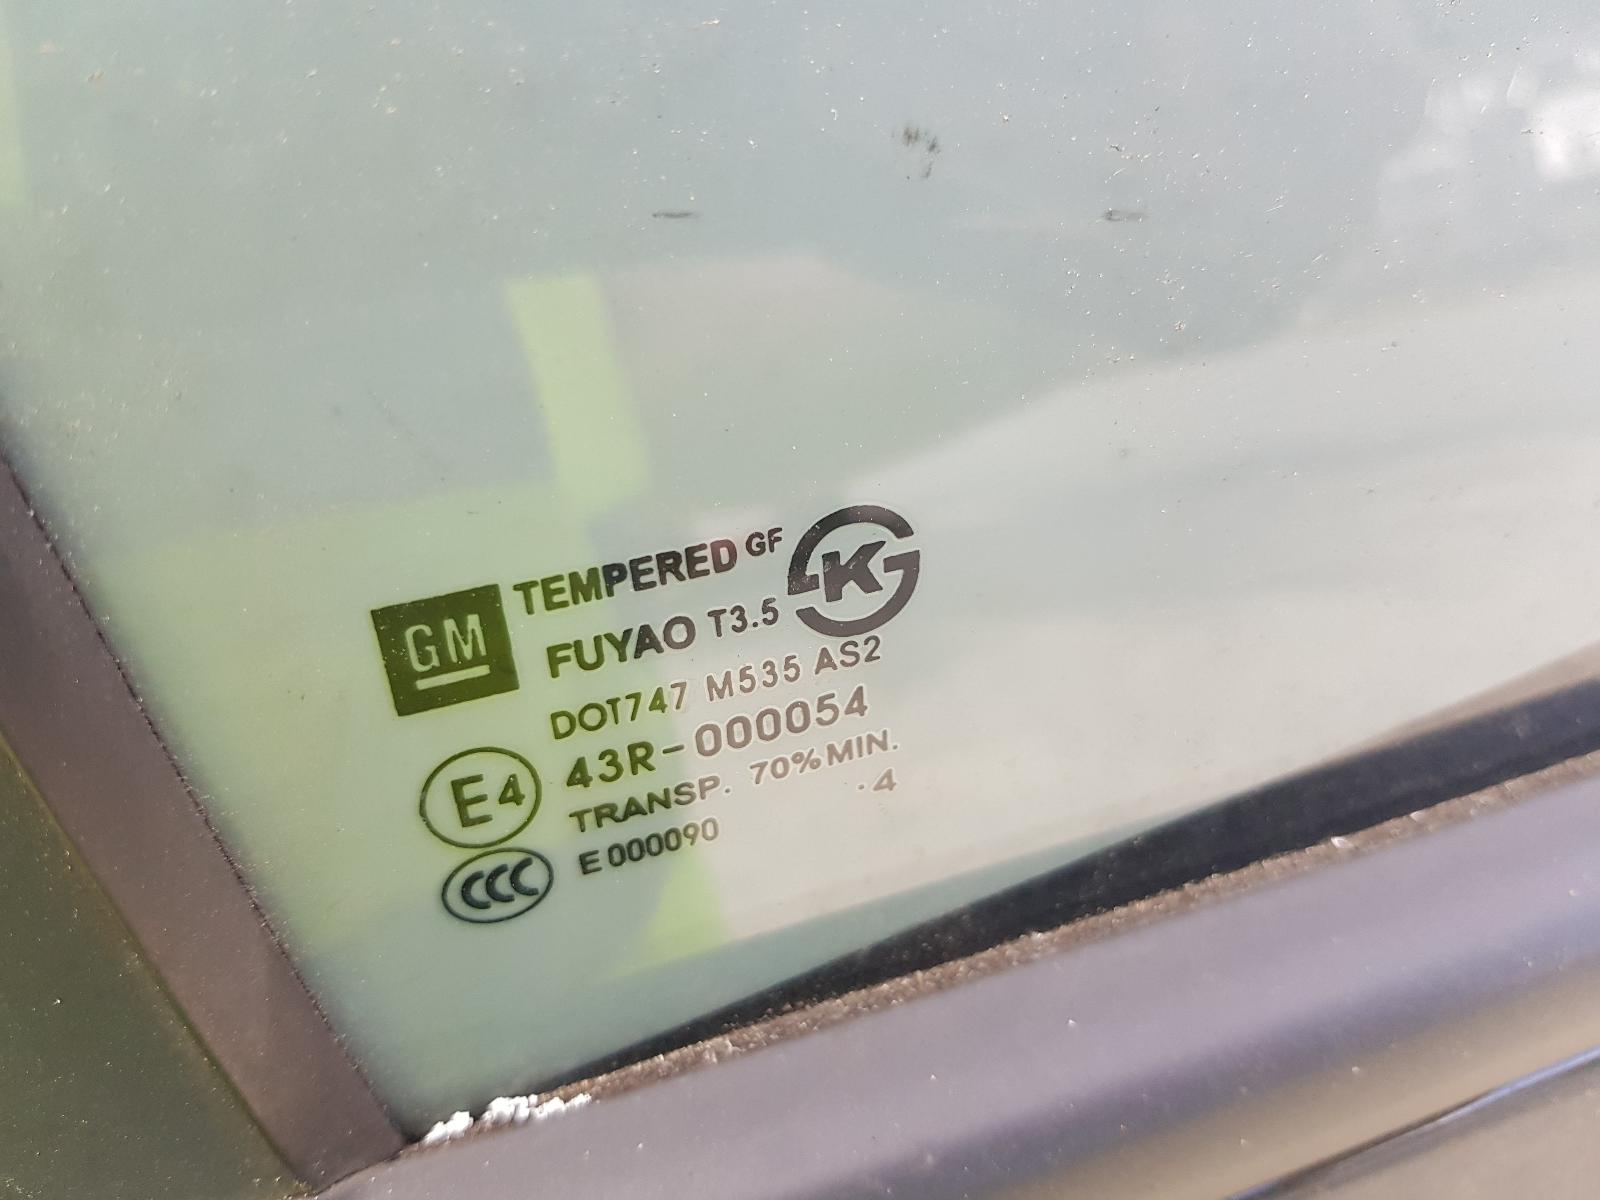 GM
TEMPERED GF
K
FUYAO T3.5
DOT747 M535 AS2
E4
43R-000054
TRANSP. 70%MIN.
.4
CCC
E 000090